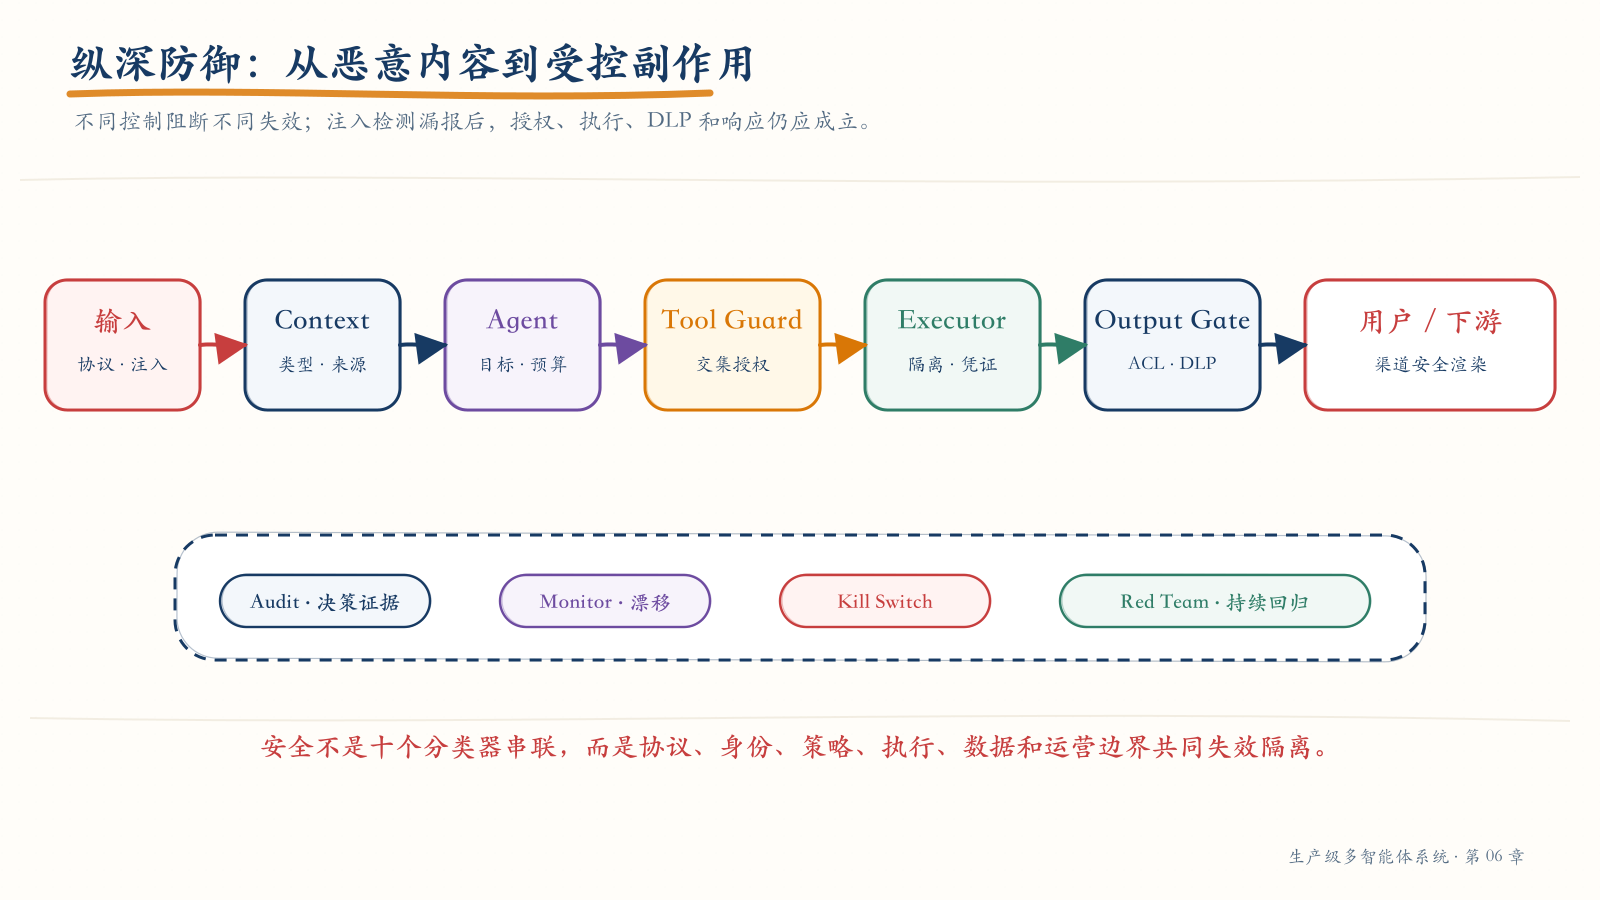 纵深防御：从恶意内容到受控副作用
不同控制阻断不同失效；注入检测漏报后，授权、执行、DLP 和响应仍应成立。
输入
协议 · 注入
Context
类型 · 来源
Agent
目标 · 预算
Tool Guard
交集授权
Executor
隔离 · 凭证
Output Gate
ACL · DLP
用户 / 下游
渠道安全渲染
Audit · 决策证据
Monitor · 漂移
Kill Switch
Red Team · 持续回归
安全不是十个分类器串联，而是协议、身份、策略、执行、数据和运营边界共同失效隔离。
生产级多智能体系统 · 第 06 章